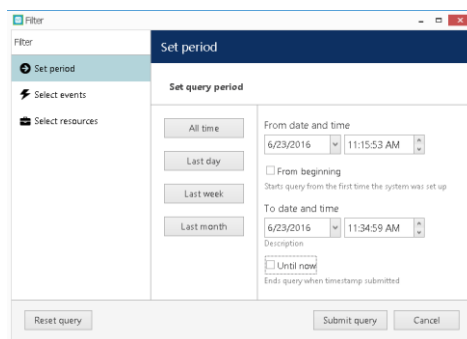 Filter
Filter
Set period
Select events
Select resources
Set period
Set query period
All time
Last day
Last week
Last month
From date and time
6/23/2016 11:15:53 AM
From beginning
Starts query from the first time the system was set up
To date and time
6/23/2016 11:34:59 AM
Description
Until now
Ends query when timestamp submitted
Reset query
Submit query
Cancel